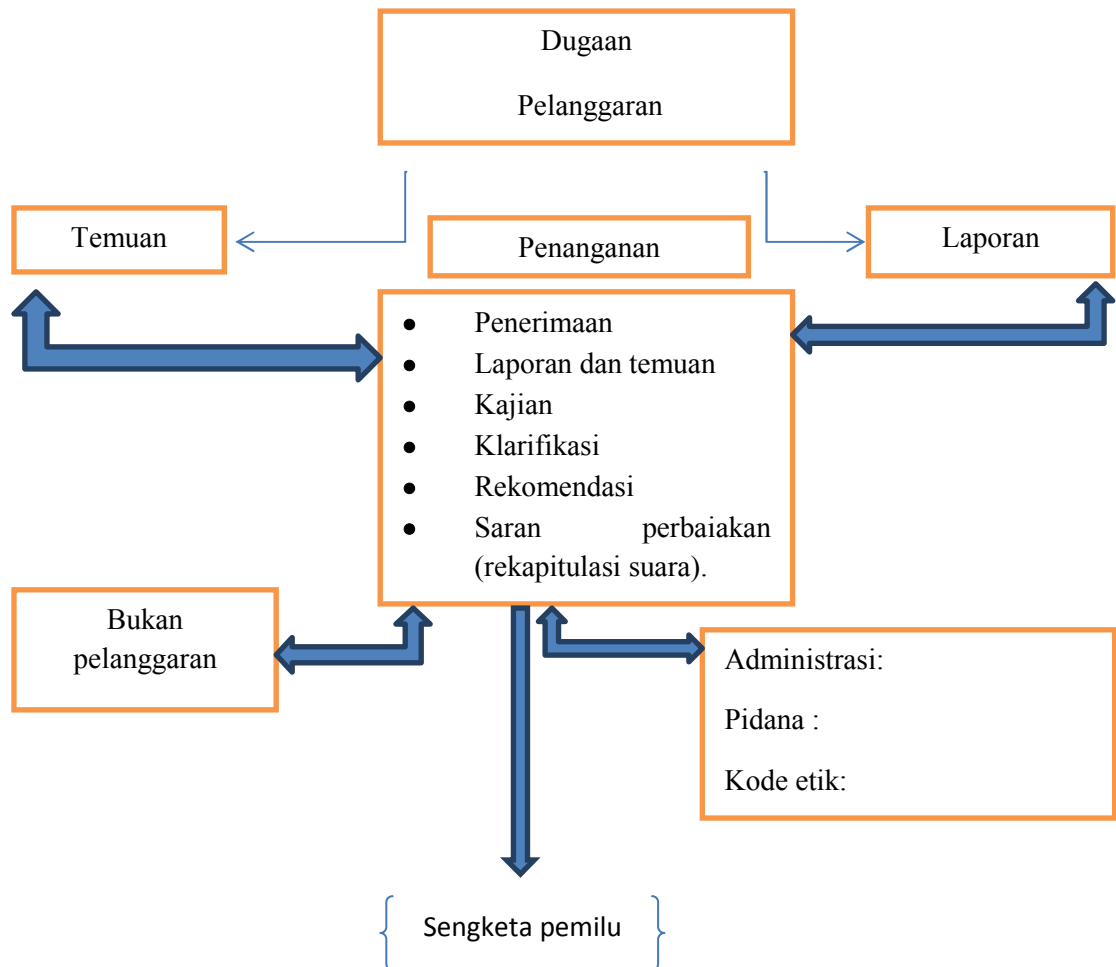 Dugaan
Pelanggaran
Temuan
Penanganan
Laporan
● Penerimaan
● Laporan dan temuan
● Kajian
● Klarifikasi
● Rekomendasi
● Saran perbaiakan
(rekapitulasi suara).
Bukan
pelanggaran
Administrasi:
Pidana :
Kode etik:
Sengketa pemilu